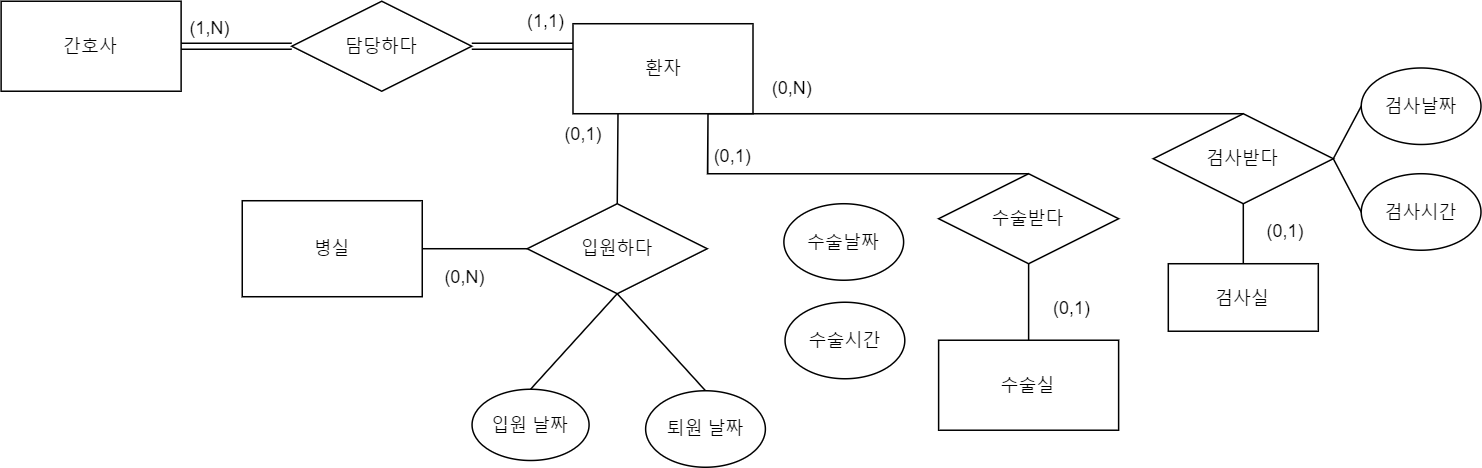 간호사
(1,N)
담당하다
(1,1)
환자
(0,N)
(0,1)
(0,1)
검사받다
검사날짜
검사시간
(0,1)
검사실
병실
(0,N)
입원하다
입원 날짜
퇴원 날짜
수술날짜
수술시간
수술받다
(0,1)
수술실